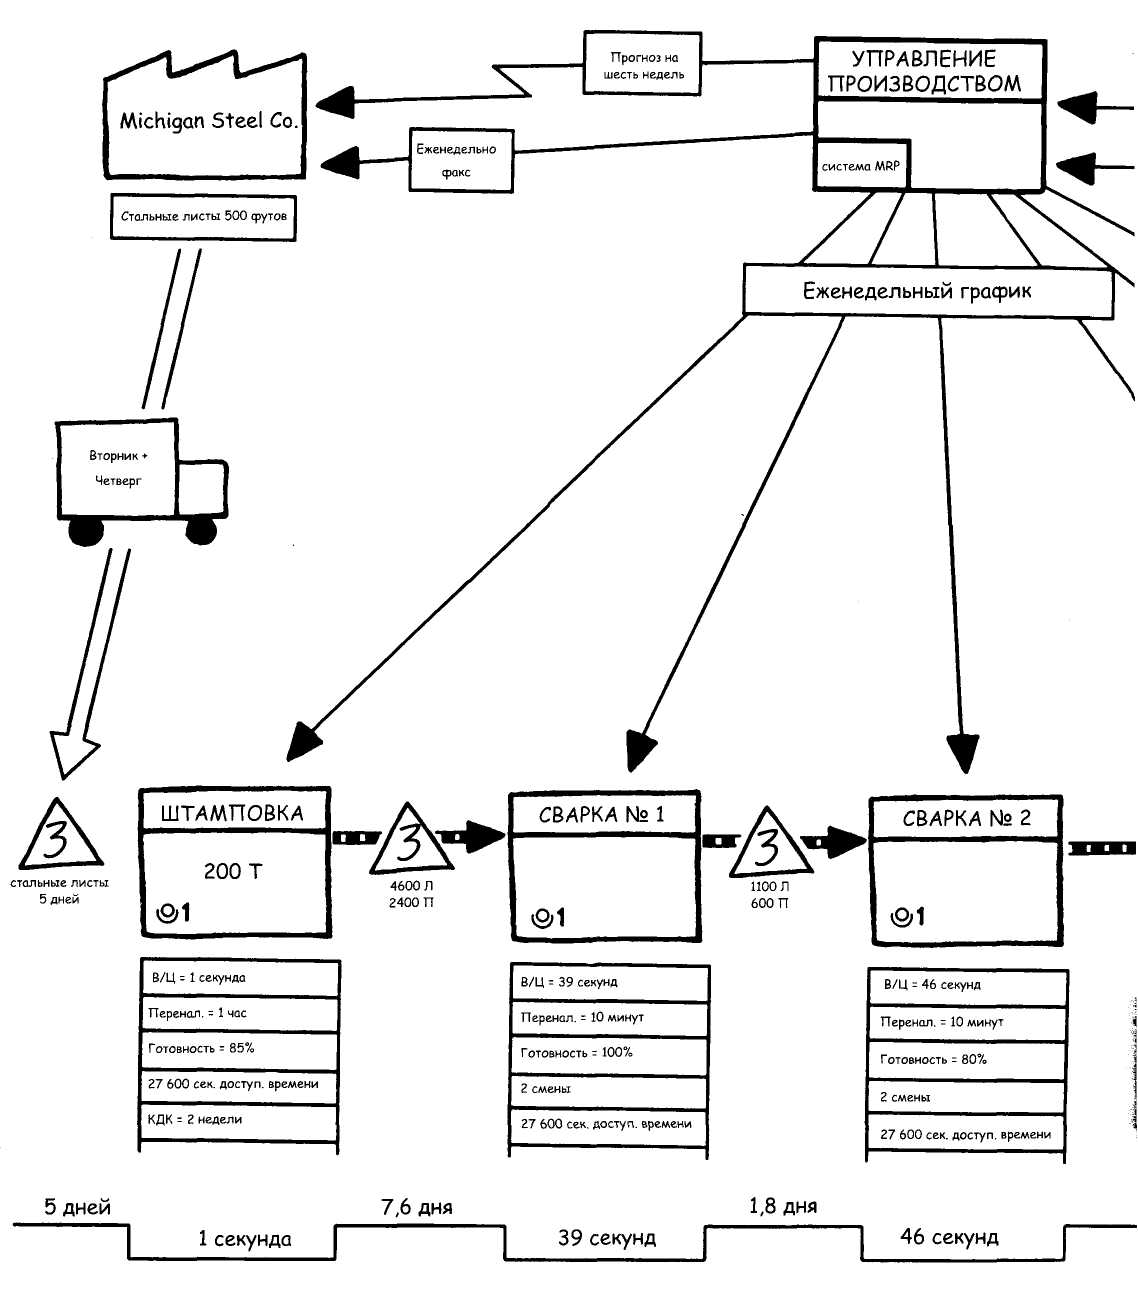 Прогноз на
шесть недель
УПРАВЛЕНИЕ
ПРОИЗВОДСТВОМ
Michigan Steel Co.
Еженедельно
факс
система MRP
Стальные листы 500 футов
Еженедельный график
Вторник +
Четверг
ШТАМПОВКА
СВАРКА № 1
СВАРКА № 2
З
З
З
200 Т
стальные листы
5 дней
4600 Л
2400 П
1100 Л
600 П
1
1
1
В/Ц = 1 секунда
Перенал. = 1 час
Готовность = 85%
27 600 сек. доступ. времени
КДК = 2 недели
В/Ц = 39 секунд
Перенал. = 10 минут
Готовность = 100%
2 смены
27 600 сек. доступ. времени
В/Ц = 46 секунд
Перенал. = 10 минут
Готовность = 80%
2 смены
27 600 сек. доступ. времени
5 дней
7,6 дня
1,8 дня
1 секунда
39 секунд
46 секунд